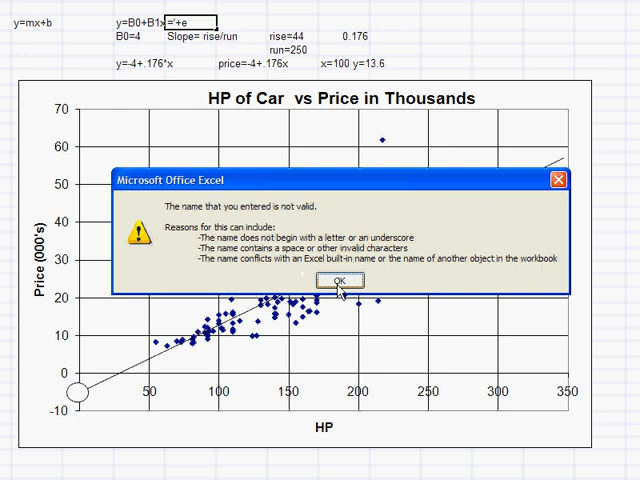 y=mx+b y=B0+B1x ='+e
B0=4 Slope= rise/run rise=44 0.176
run=250
y=-4+.176*x price=-4+.176x x=100 y=13.6
HP of Car vs Price in Thousands
70
60
50
40
30
20
10
0
-10
Price (000's)
50 100 150 200 250 300 350
HP
Microsoft Office Excel
The name that you entered is not valid.
Reasons for this can include:
-The name does not begin with a letter or an underscore
-The name contains a space or other invalid characters
-The name conflicts with an Excel built-in name or the name of another object in the workbook
OK